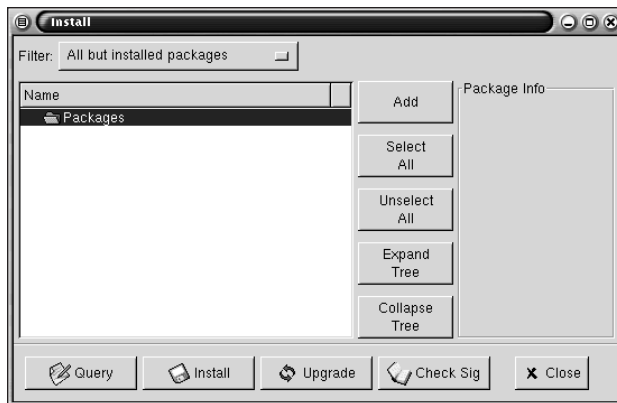 Install
Filter: All but installed packages
Name
Packages
Add
Select
All
Unselect
All
Expand
Tree
Collapse
Tree
Package Info
Query
Install
Upgrade
Check Sig
Close